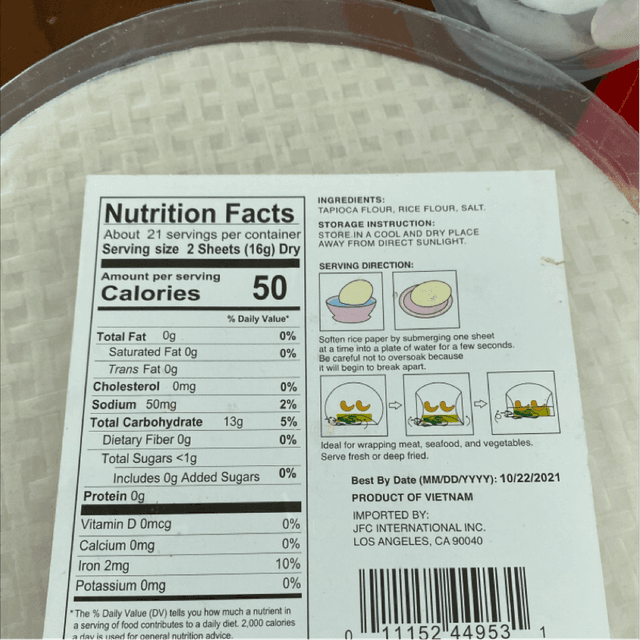 Nutrition Facts
About 21 servings per container
Serving size 2 Sheets (16g) Dry
Amount per serving
Calories 50
% Daily Value*
Total Fat 0g 0%
Saturated Fat 0g 0%
Trans Fat 0g
Cholesterol 0mg 0%
Sodium 50mg 2%
Total Carbohydrate 13g 5%
Dietary Fiber 0g 0%
Total Sugars <1g
Includes 0g Added Sugars 0%
Protein 0g
Vitamin D 0mcg 0%
Calcium 0mg 0%
Iron 2mg 10%
Potassium 0mg 0%
*The % Daily Value (DV) tells you how much a nutrient in
a serving of food contributes to a daily diet. 2,000 calories
a day is used for general nutrition advice.
INGREDIENTS:
TAPIOCA FLOUR, RICE FLOUR, SALT.
STORAGE INSTRUCTION:
STORE IN A COOL AND DRY PLACE
AWAY FROM DIRECT SUNLIGHT.
SERVING DIRECTION:
Soften rice paper by submerging one sheet
at a time into a plate of water for a few seconds.
Be careful not to oversoak because
it will begin to break apart.
Ideal for wrapping meat, seafood, and vegetables.
Serve fresh or deep fried.
Best By Date (MM/DD/YYYY): 10/22/2021
PRODUCT OF VIETNAM
IMPORTED BY:
JFC INTERNATIONAL INC.
LOS ANGELES, CA 90040
0 11152 44953 1